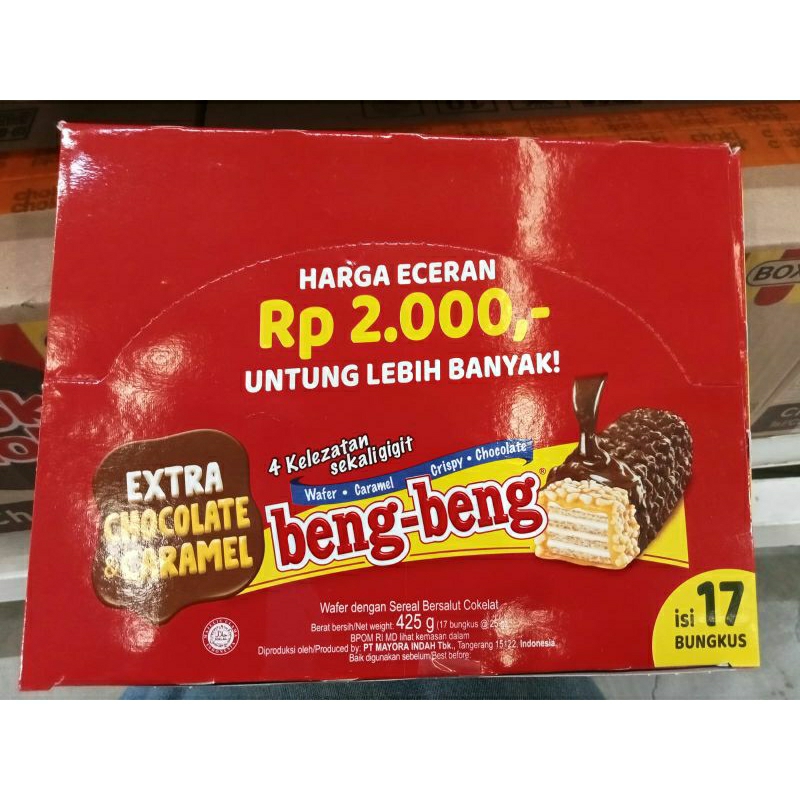 HARGA ECERAN
Rp 2.000,-
UNTUNG LEBIH BANYAK!
4 Kelezatan
sekali gigit
Wafer • Caramel Crispy • Chocolate
EXTRA
CHOCOLATE
& CARAMEL
beng-beng®
Wafer dengan Sereal Bersalut Cokelat
Berat bersih/Net weight: 425 g (17 bungkus @ 25 g)
BPOM RI MD lihat kemasan dalam
Diproduksi oleh/Produced by: PT MAYORA INDAH Tbk., Tangerang 15122, Indonesia
Baik digunakan sebelum/Best before:
isi 17
BUNGKUS
BOX